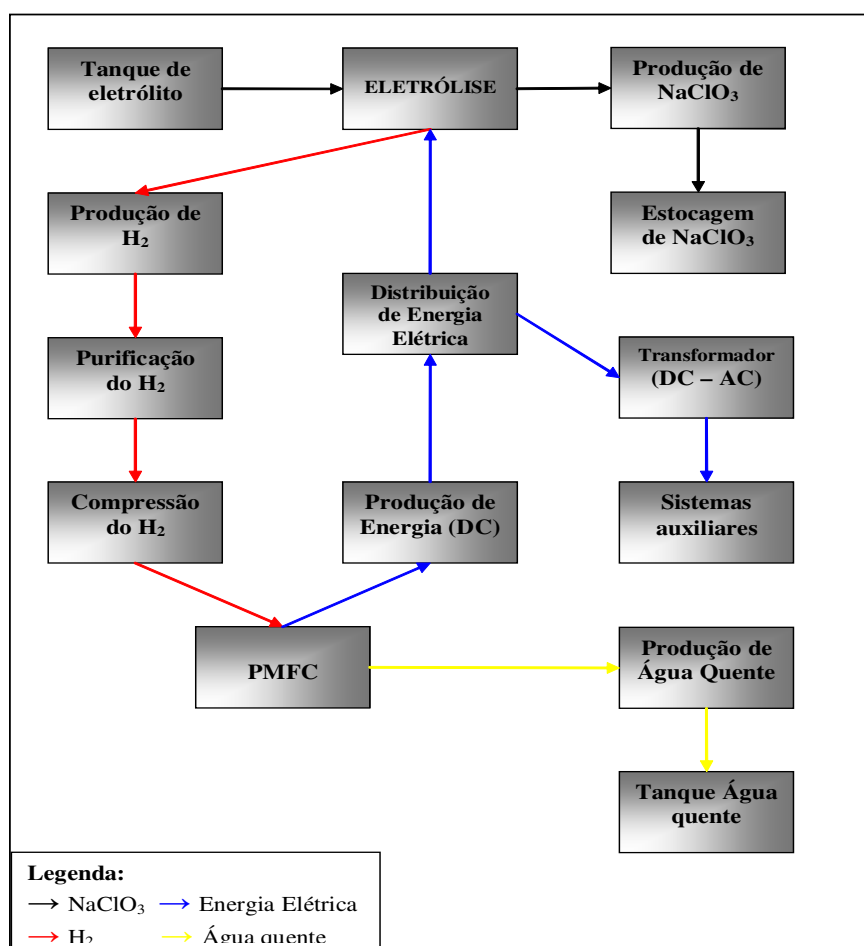 Tanque de
eletrólito
ELETRÓLISE
Produção de
NaClO₃
Produção de
H₂
Estocagem
de NaClO₃
Distribuição
de Energia
Elétrica
Purificação
do H₂
Transformador
(DC – AC)
Compressão
do H₂
Produção de
Energia (DC)
Sistemas
auxiliares
PMFC
Produção de
Água Quente
Tanque Água
quente
Legenda:
→ NaClO₃ → Energia Elétrica
→ H₂ → Água quente